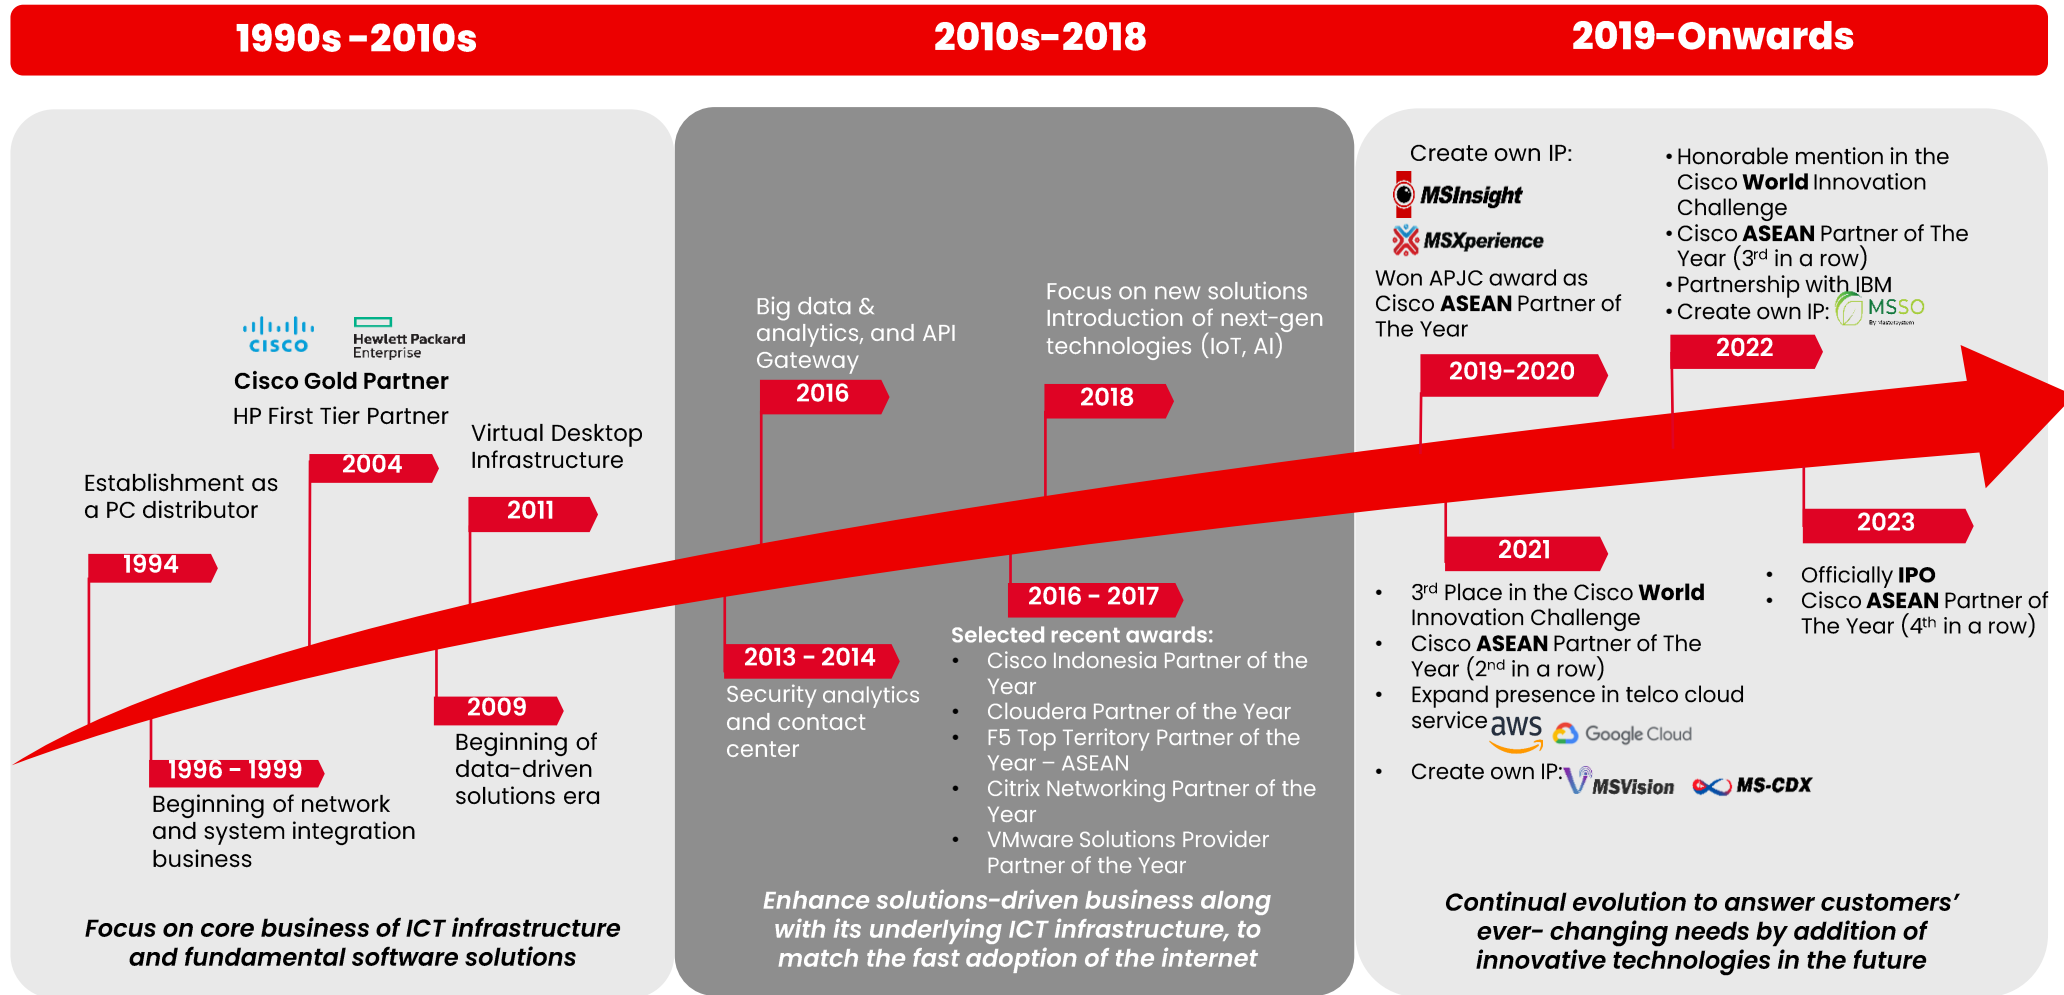 1990s -2010s
2010s-2018
2019-Onwards
CISCO
Hewlett Packard
Enterprise
Cisco Gold Partner
HP First Tier Partner
2004
Virtual Desktop
Infrastructure
2011
Establishment as
a PC distributor
1994
1996 - 1999
Beginning of network
and system integration
business
2009
Beginning of
data-driven
solutions era
Focus on core business of ICT infrastructure
and fundamental software solutions
Big data &
analytics, and API
Gateway
2016
Focus on new solutions
Introduction of next-gen
technologies (IoT, AI)
2018
2013 - 2014
Security analytics
and contact
center
2016 - 2017
Selected recent awards:
• Cisco Indonesia Partner of the
Year
• Cloudera Partner of the Year
• F5 Top Territory Partner of the
Year – ASEAN
• Citrix Networking Partner of the
Year
• VMware Solutions Provider
Partner of the Year
Enhance solutions-driven business along
with its underlying ICT infrastructure, to
match the fast adoption of the internet
Create own IP:
MSInsight
MSXperience
Won APJC award as
Cisco ASEAN Partner of
The Year
2019-2020
• Honorable mention in the
Cisco World Innovation
Challenge
• Cisco ASEAN Partner of The
Year (3rd in a row)
• Partnership with IBM
• Create own IP: MSSO
By Mastersystem
2022
2021
• 3rd Place in the Cisco World
Innovation Challenge
• Cisco ASEAN Partner of The
Year (2nd in a row)
• Expand presence in telco cloud
service aws Google Cloud
• Create own IP: MSVision MS-CDX
2023
• Officially IPO
• Cisco ASEAN Partner of
The Year (4th in a row)
Continual evolution to answer customers’
ever- changing needs by addition of
innovative technologies in the future